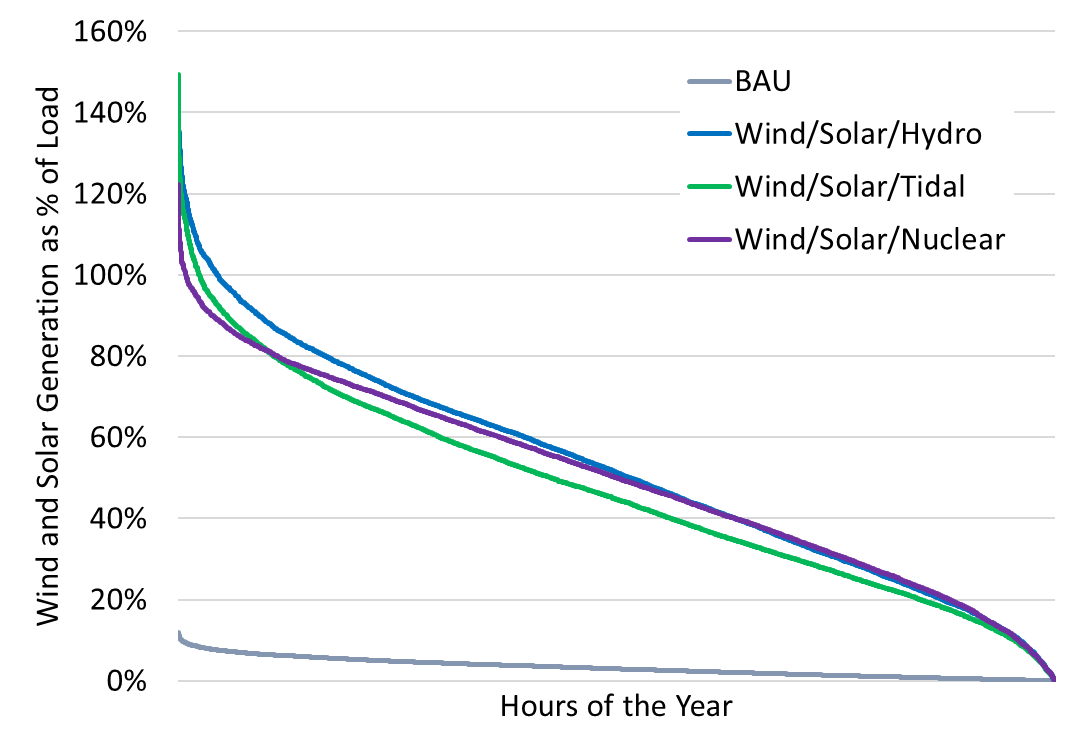 160%
140%
120%
100%
80%
60%
40%
20%
0%
Wind and Solar Generation as % of Load
BAU
Wind/Solar/Hydro
Wind/Solar/Tidal
Wind/Solar/Nuclear
Hours of the Year